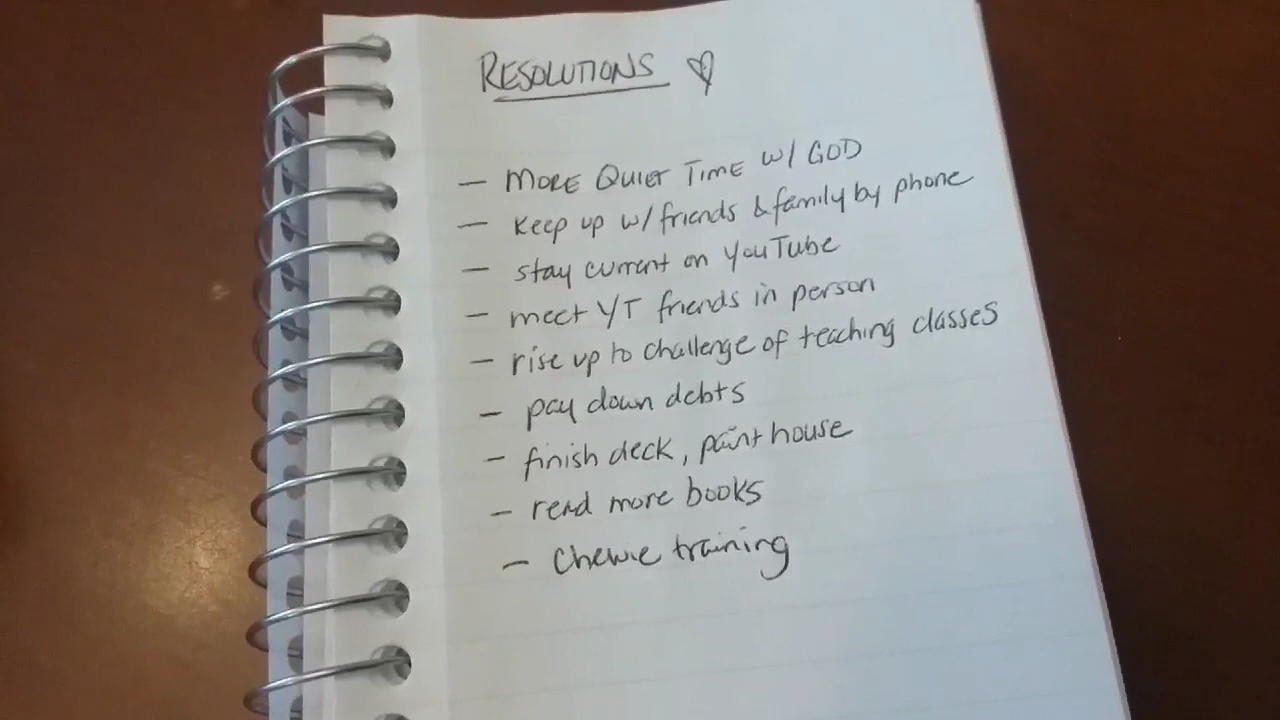 RESOLUTIONS
— MORE QUIET TIME W/ GOD
— Keep up w/ friends & family by phone
— stay current on YouTube
— meet YT friends in person
— rise up to challenge of teaching classes
— pay down debts
— finish deck, paint house
— read more books
— Chewie training